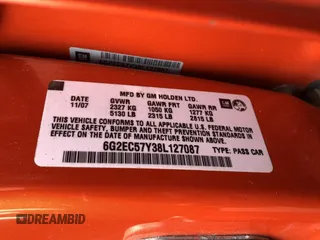 MFD BY GM HOLDEN LTD.
DATE GVWR GAWR FRT GAWR RR
11/07 2327 KG 1050 KG 1277 KG
5130 LB 2315 LB 2815 LB
THIS VEHICLE CONFORMS TO ALL APPLICABLE U.S. FEDERAL MOTOR
VEHICLE SAFETY, BUMPER AND THEFT PREVENTION STANDARDS IN
EFFECT ON THE DATE OF MANUFACTURE SHOWN ABOVE.
6G2EC57Y38L127087 TYPE: PASS CAR
GM
DREAMBID